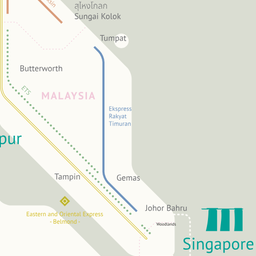 สุไหงโกลก
Sungai Kolok
Tumpat
Butterworth
MALAYSIA
ETS
Ekspres
Rakyat
Timuran
pur
Gemas
Tampin
Johor Bahru
Eastern and Oriental Express
- Belmond -
Woodlands
Singapore